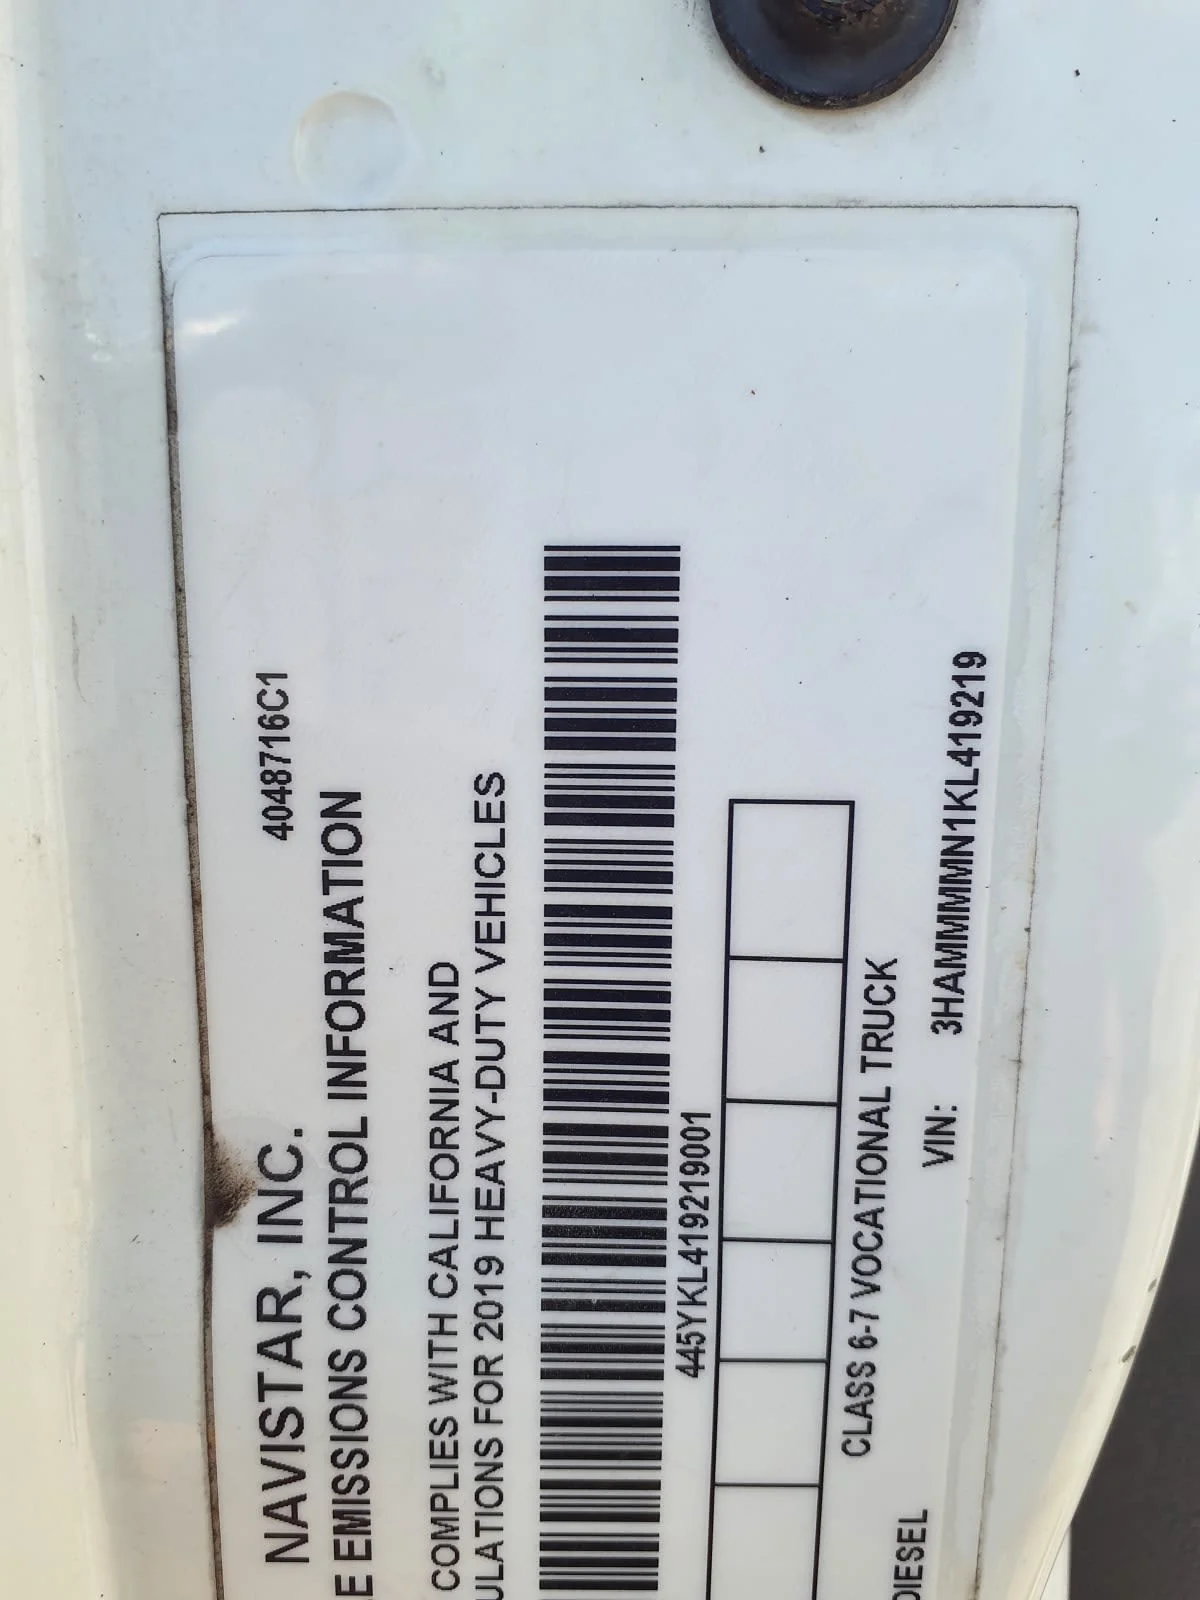 4048716C1
NAVISTAR, INC.
E EMISSIONS CONTROL INFORMATION
COMPLIES WITH CALIFORNIA AND
ULATIONS FOR 2019 HEAVY-DUTY VEHICLES
445YKL419219001
CLASS 6-7 VOCATIONAL TRUCK
DIESEL
VIN: 3HAMMMMN1KL419219